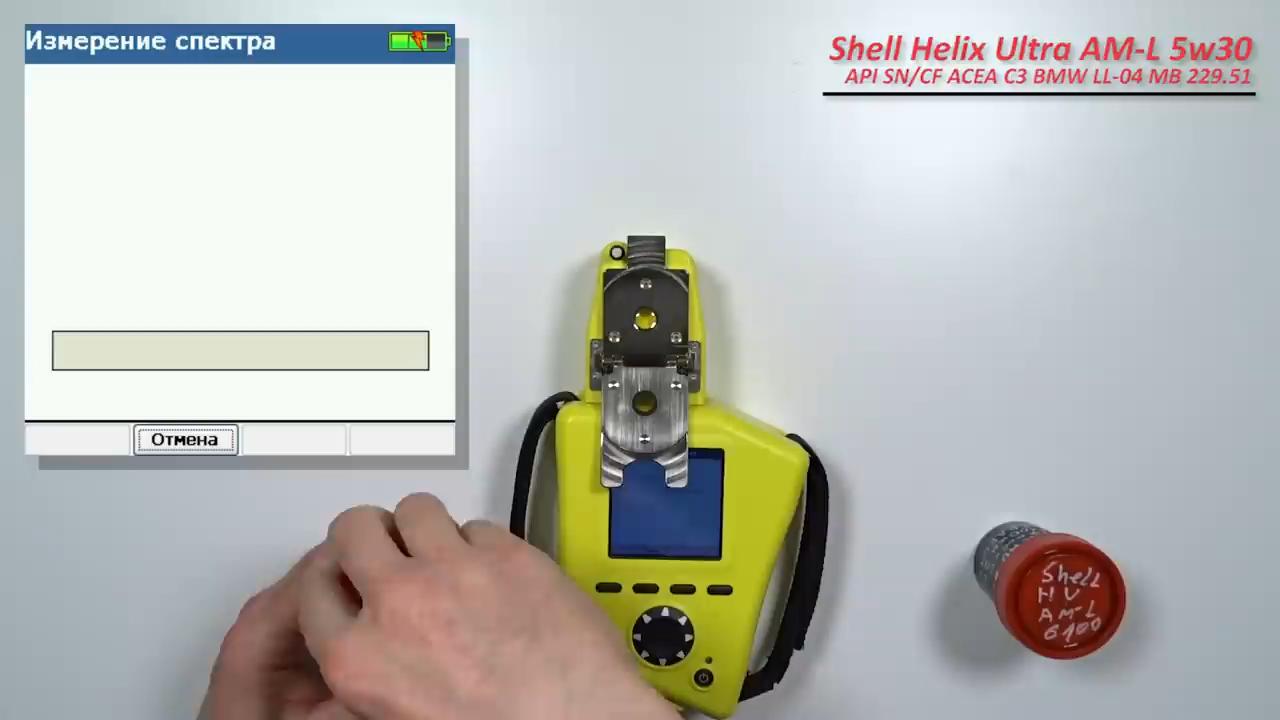 Измерение спектра
Shell Helix Ultra AM-L 5w30
API SN/CF ACEA C3 BMW LL-04 MB 229.51
Отмена
Shell
HU
AM-L
6100